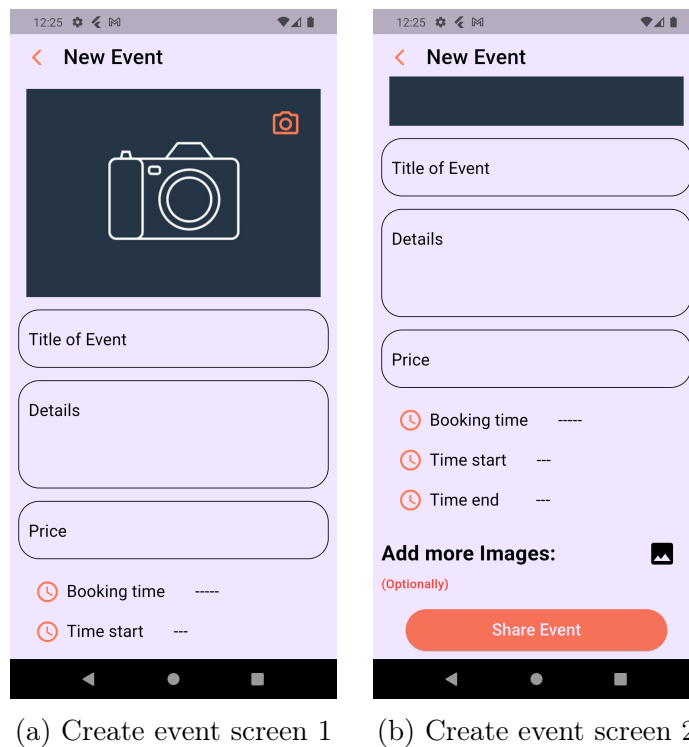 12:25
New Event
Title of Event
Details
Price
Booking time -----
Time start ---
(a) Create event screen 1
12:25
New Event
Title of Event
Details
Price
Booking time -----
Time start ---
Time end ---
Add more Images:
(Optionally)
Share Event
(b) Create event screen 2